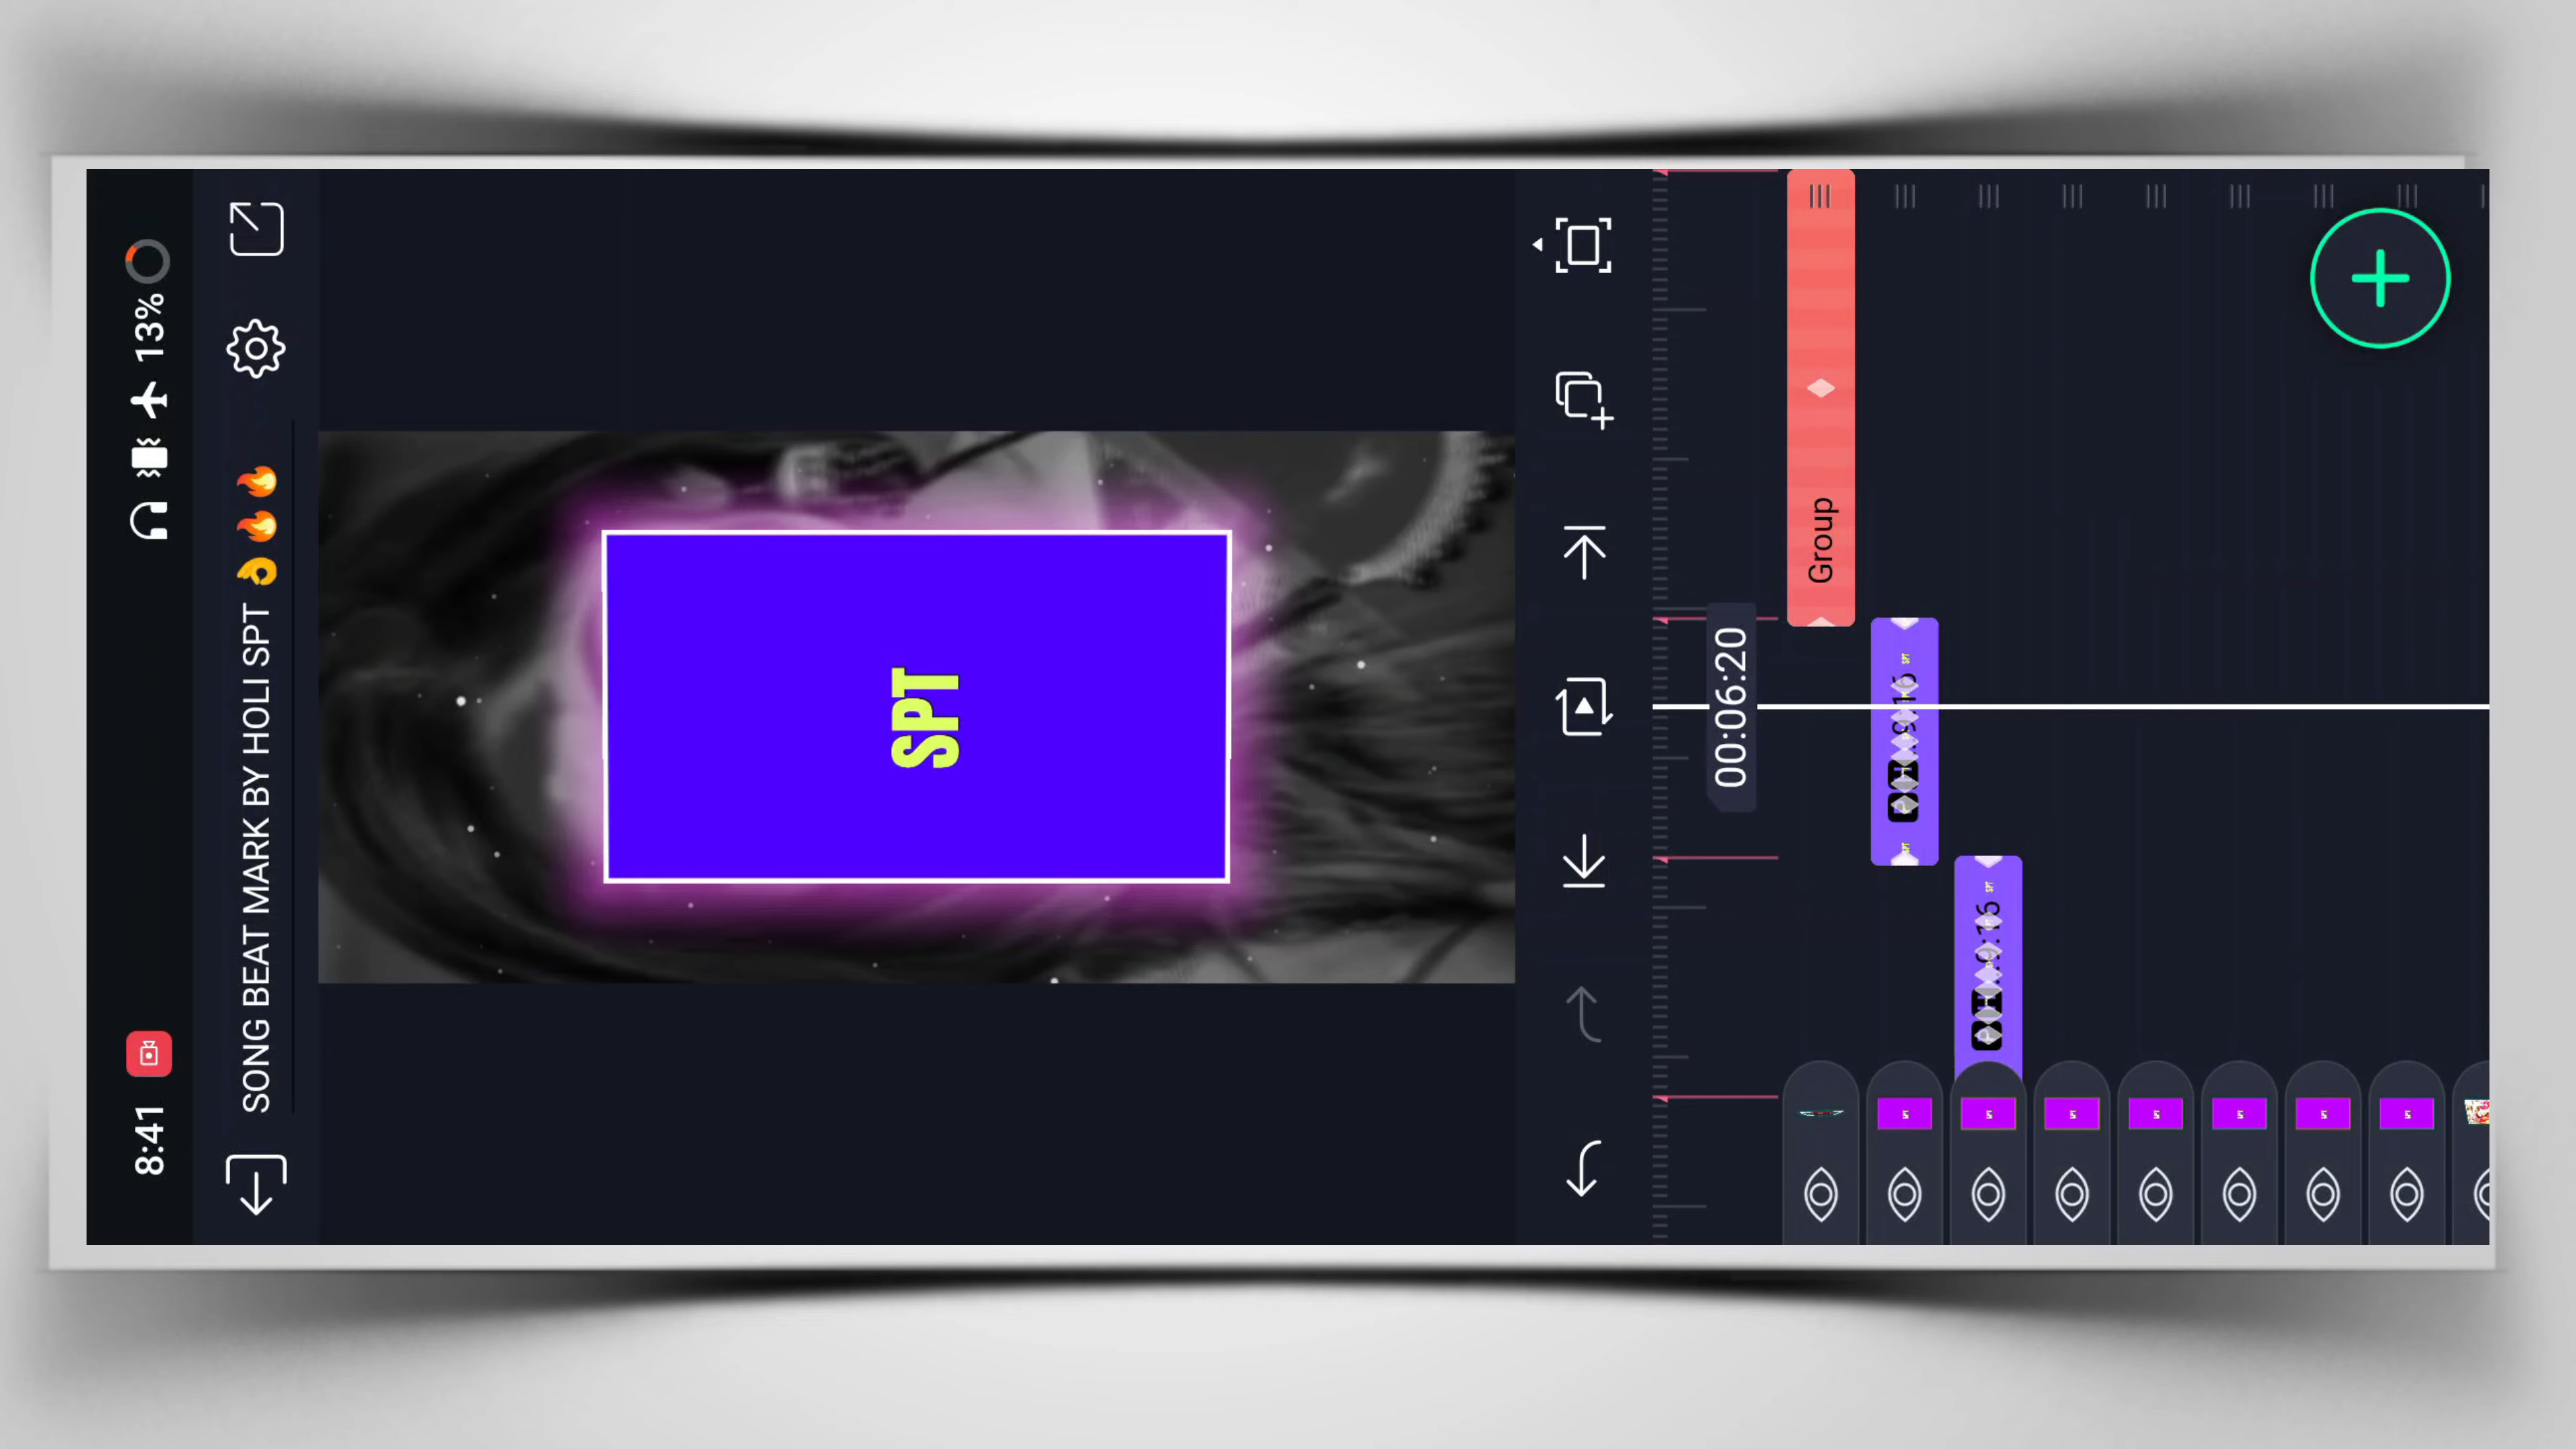 8:41
13%
SONG BEAT MARK BY HOLI SPT 👌🔥🔥
SPT
00:06:20
Group